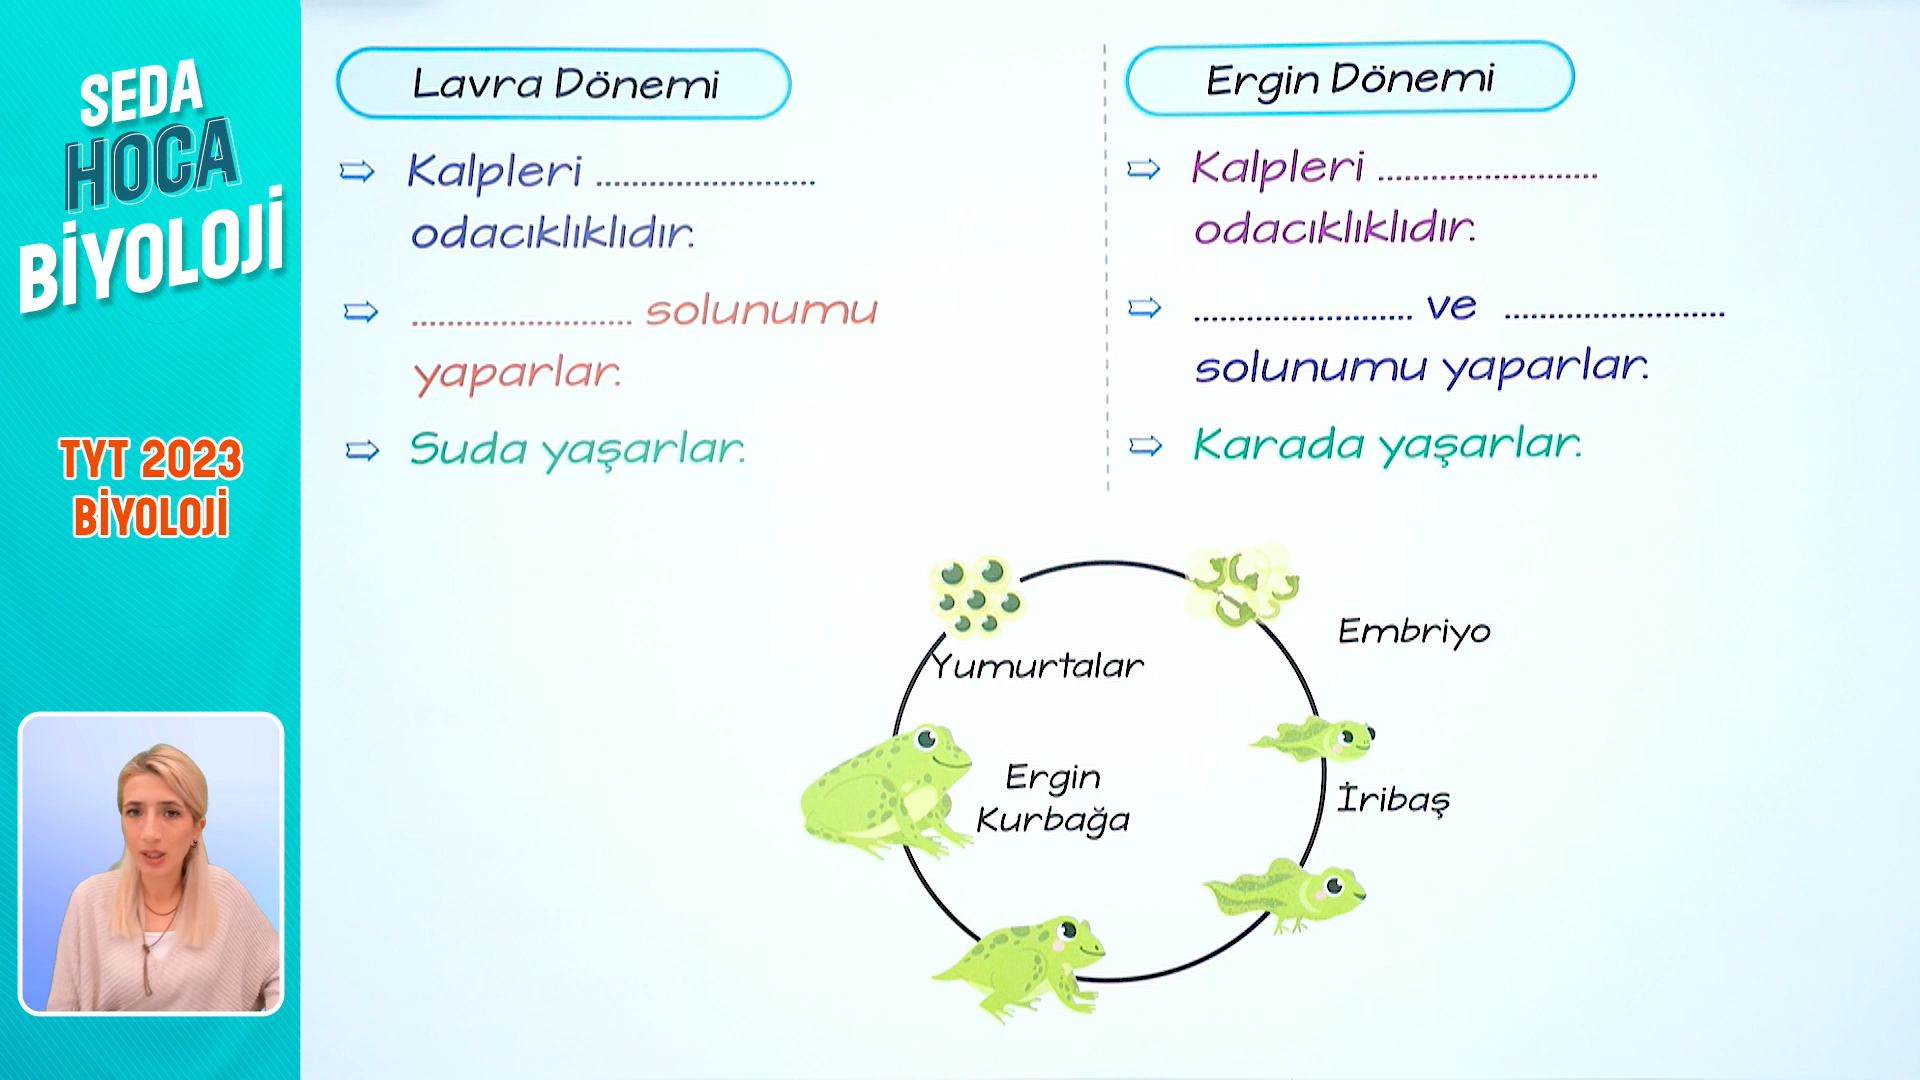 SEDA
HOCA
BİYOLOJİ
TYT 2023
BİYOLOJİ
Lavra Dönemi
⇨ Kalpleri ........................
odacıklıklıdır.
⇨ ........................ solunumu
yaparlar.
⇨ Suda yaşarlar.
Ergin Dönemi
⇨ Kalpleri ........................
odacıklıklıdır.
⇨ ........................ ve ........................
solunumu yaparlar.
⇨ Karada yaşarlar.
Yumurtalar
Embriyo
İribaş
Ergin
Kurbağa